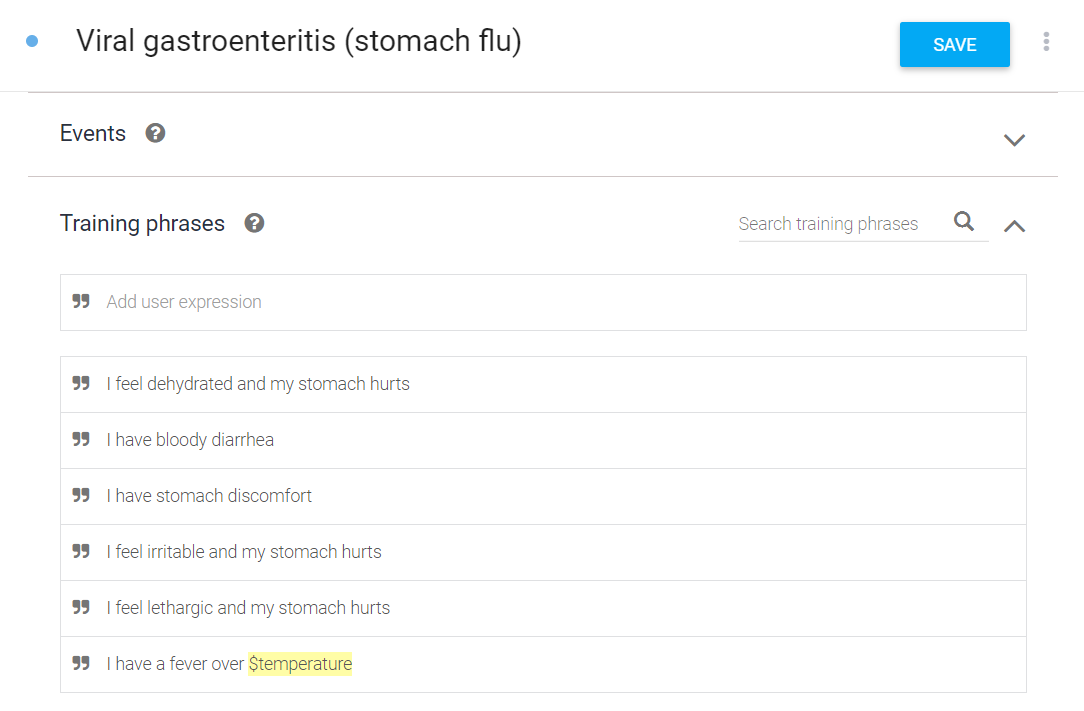 Viral gastroenteritis (stomach flu)
SAVE
Events ?
Training phrases ?
Search training phrases
Add user expression
I feel dehydrated and my stomach hurts
I have bloody diarrhea
I have stomach discomfort
I feel irritable and my stomach hurts
I feel lethargic and my stomach hurts
I have a fever over $temperature